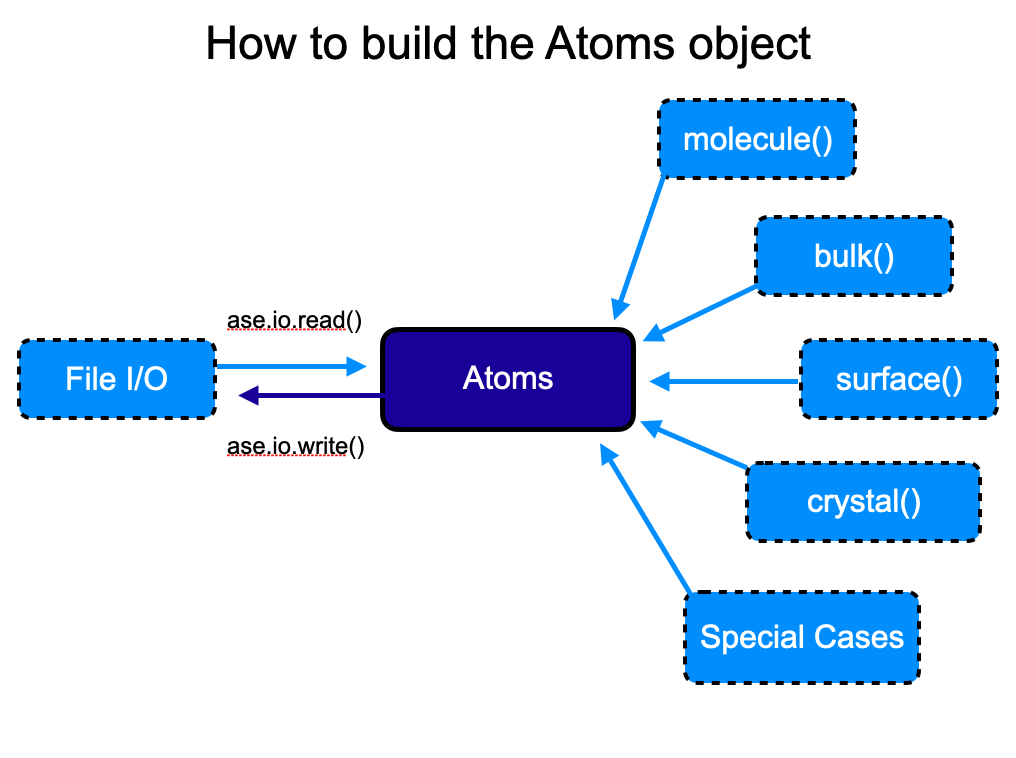 How to build the Atoms object
molecule()
bulk()
ase.io.read()
File I/O
Atoms
surface()
ase.io.write()
crystal()
Special Cases